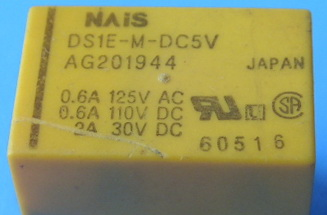 NAIS
DS1E-M-DC5V
AG201944 JAPAN
0.6A 125V AC
0.6A 110V DC
2A 30V DC
60516